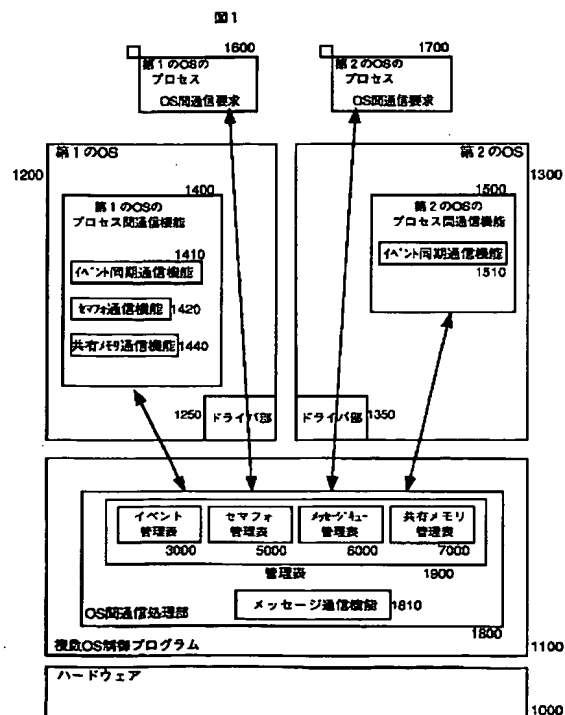 図1
1600
第1のOSの
プロセス
OS間通信要求
1700
第2のOSの
プロセス
OS間通信要求
1200
第1のOS
1400
第1のOSの
プロセス間通信機能
1410
イベント同期通信機能
セマフォ通信機能 1420
共有メモリ通信機能 1440
1250 ドライバ部
第2のOS
1300
1500
第2のOSの
プロセス間通信機能
イベント同期通信機能
1510
ドライバ部 1350
イベント
管理表
3000
セマフォ
管理表
5000
メッセージキュー
管理表
6000
共有メモリ
管理表
7000
管理表 1900
メッセージ通信機能 1810
OS間通信処理部
1800
複数OS制御プログラム
1100
ハードウェア
1000